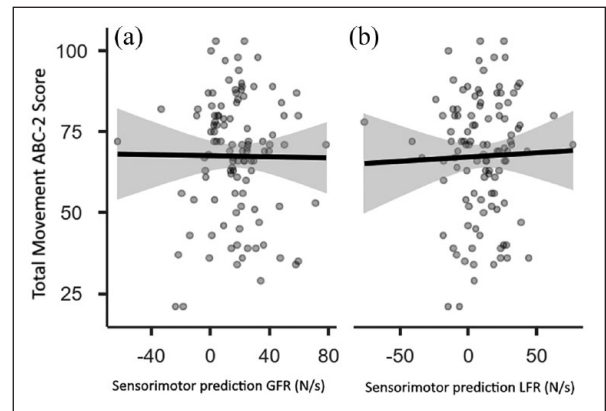 (a) (b)
Total Movement ABC-2 Score
100
75
50
25
-40 0 40 80 -50 0 50
Sensorimotor prediction GFR (N/s) Sensorimotor prediction LFR (N/s)